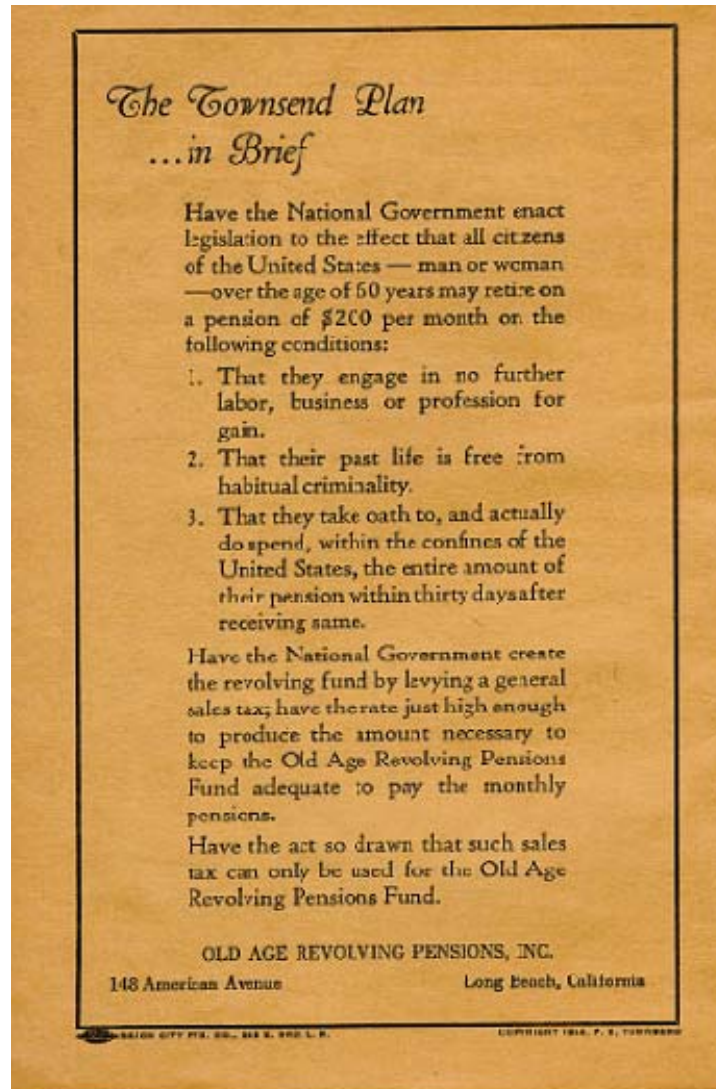 The Townsend Plan
...in Brief
Have the National Government enact
legislation to the effect that all citizens
of the United States — man or woman
—over the age of 60 years may retire on
a pension of $200 per month on the
following conditions:
1. That they engage in no further
labor, business or profession for
gain.
2. That their past life is free from
habitual criminality.
3. That they take oath to, and actually
do spend, within the confines of the
United States, the entire amount of
their pension within thirty days after
receiving same.
Have the National Government create
the revolving fund by levying a general
sales tax; have the rate just high enough
to produce the amount necessary to
keep the Old Age Revolving Pensions
Fund adequate to pay the monthly
pensions.
Have the act so drawn that such sales
tax can only be used for the Old Age
Revolving Pensions Fund.
OLD AGE REVOLVING PENSIONS, INC.
148 American Avenue Long Beach, California
CITY PTG. CO., COPYRIGHT F. E. TOWNSEND